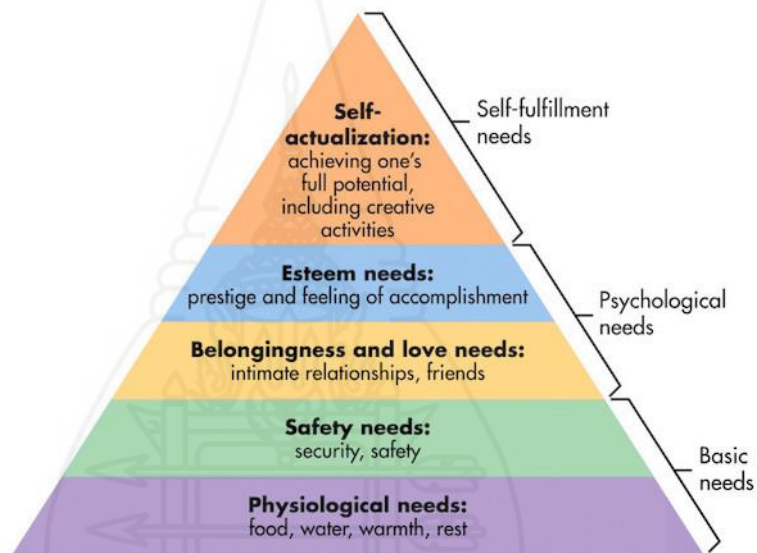 Self-
actualization:
achieving one's
full potential,
including creative
activities
Self-fulfillment
needs
Esteem needs:
prestige and feeling of accomplishment
Psychological
needs
Belongingness and love needs:
intimate relationships, friends
Safety needs:
security, safety
Basic
needs
Physiological needs:
food, water, warmth, rest